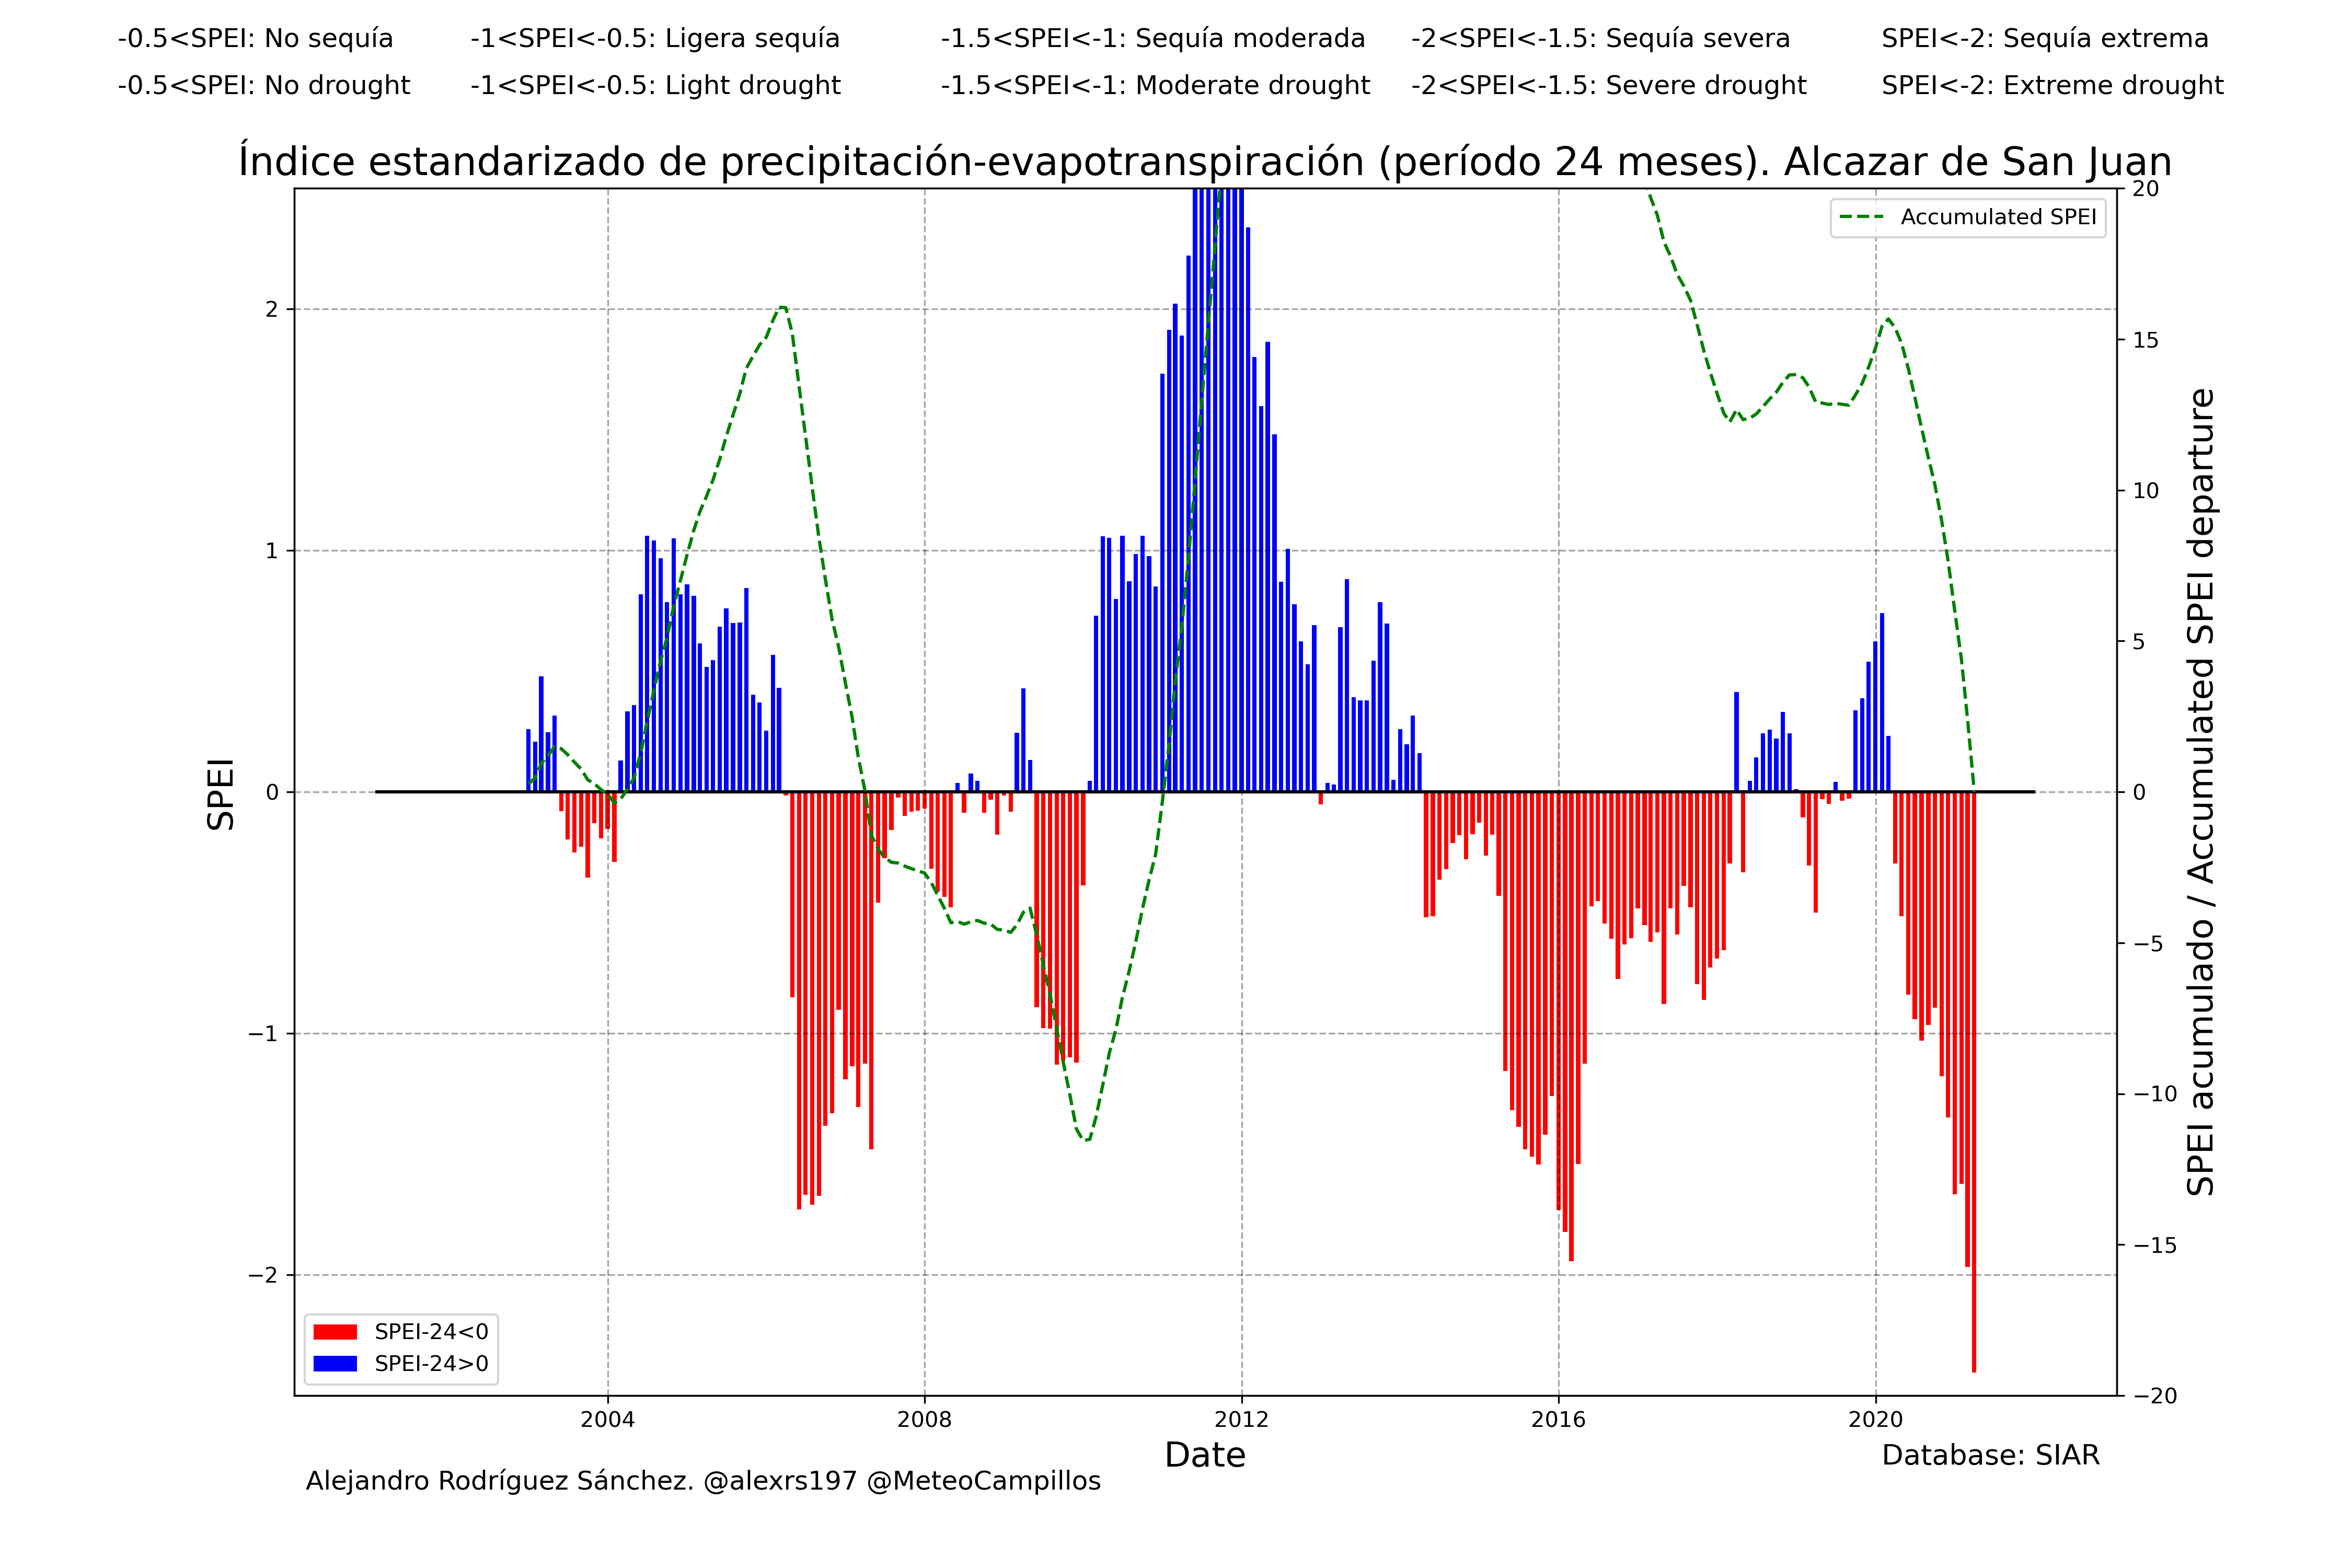 -0.5<SPEI: No sequía -1<SPEI<-0.5: Ligera sequía -1.5<SPEI<-1: Sequía moderada -2<SPEI<-1.5: Sequía severa SPEI<-2: Sequía extrema
-0.5<SPEI: No drought -1<SPEI<-0.5: Light drought -1.5<SPEI<-1: Moderate drought -2<SPEI<-1.5: Severe drought SPEI<-2: Extreme drought
Índice estandarizado de precipitación-evapotranspiración (período 24 meses). Alcazar de San Juan
Accumulated SPEI
SPEI
2
1
0
−1
−2
20
15
10
5
0
−5
−10
−15
−20
SPEI acumulado / Accumulated SPEI departure
SPEI-24<0
SPEI-24>0
2004 2008 2012 2016 2020
Date
Database: SIAR
Alejandro Rodríguez Sánchez. @alexrs197 @MeteoCampillos